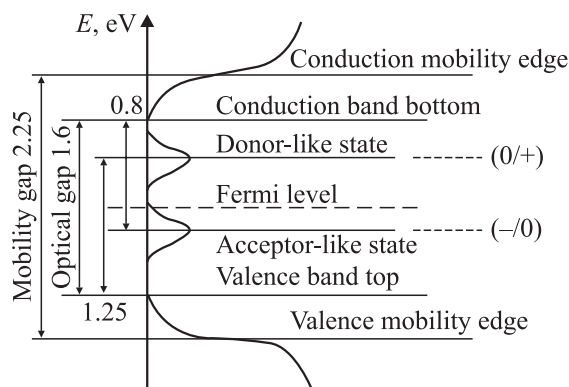 E, eV
Conduction mobility edge
0.8
Conduction band bottom
Donor-like state
(0/+)
Mobility gap 2.25
Optical gap 1.6
Fermi level
(–/0)
Acceptor-like state
Valence band top
1.25
Valence mobility edge